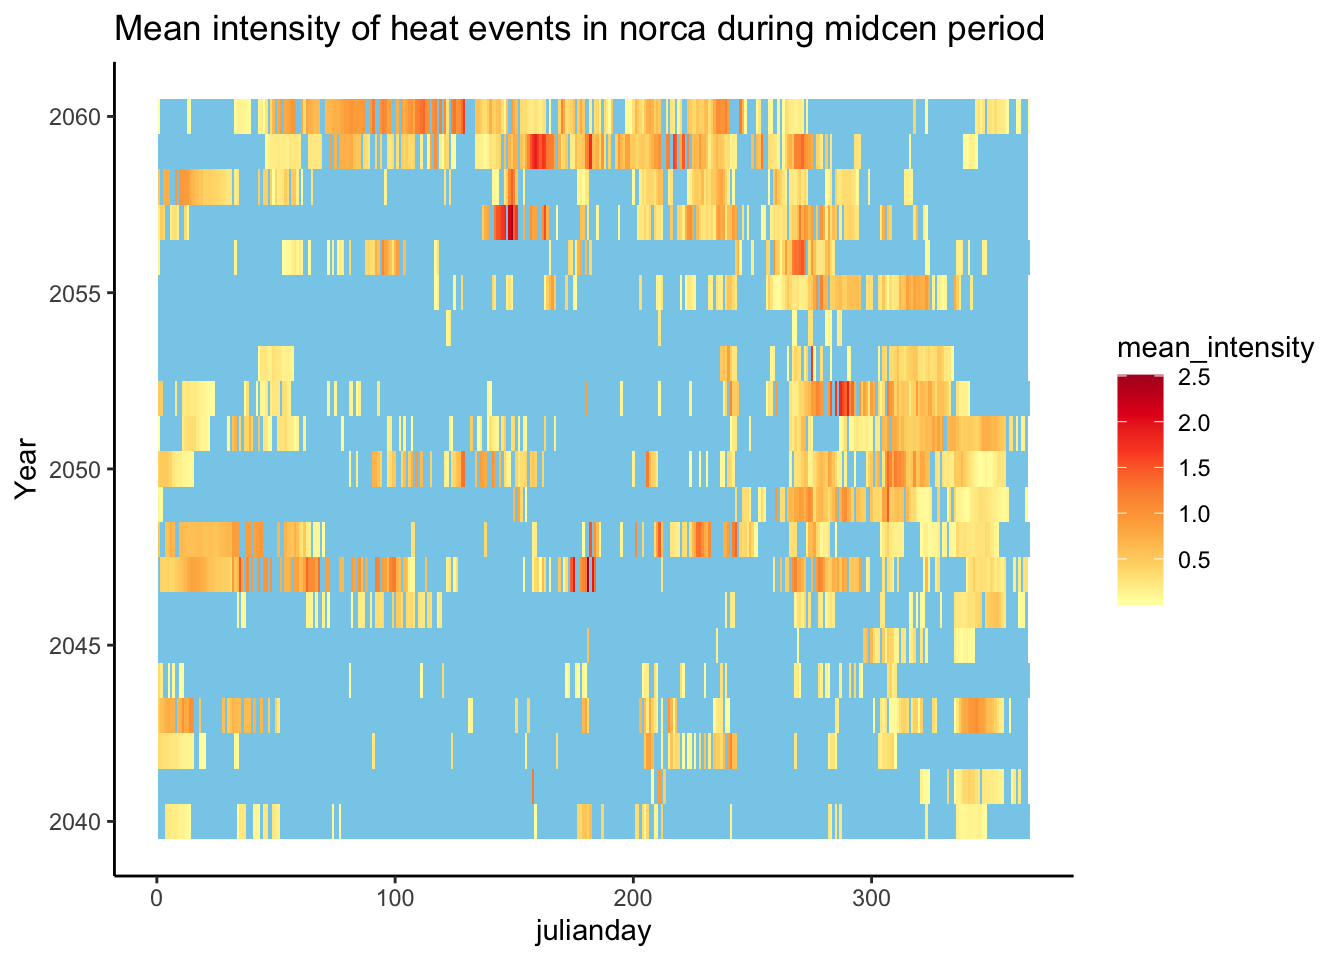 Mean intensity of heat events in norca during midcen period
2060
2055
2050
2045
2040
Year
0 100 200 300
julianday
mean_intensity
2.5
2.0
1.5
1.0
0.5